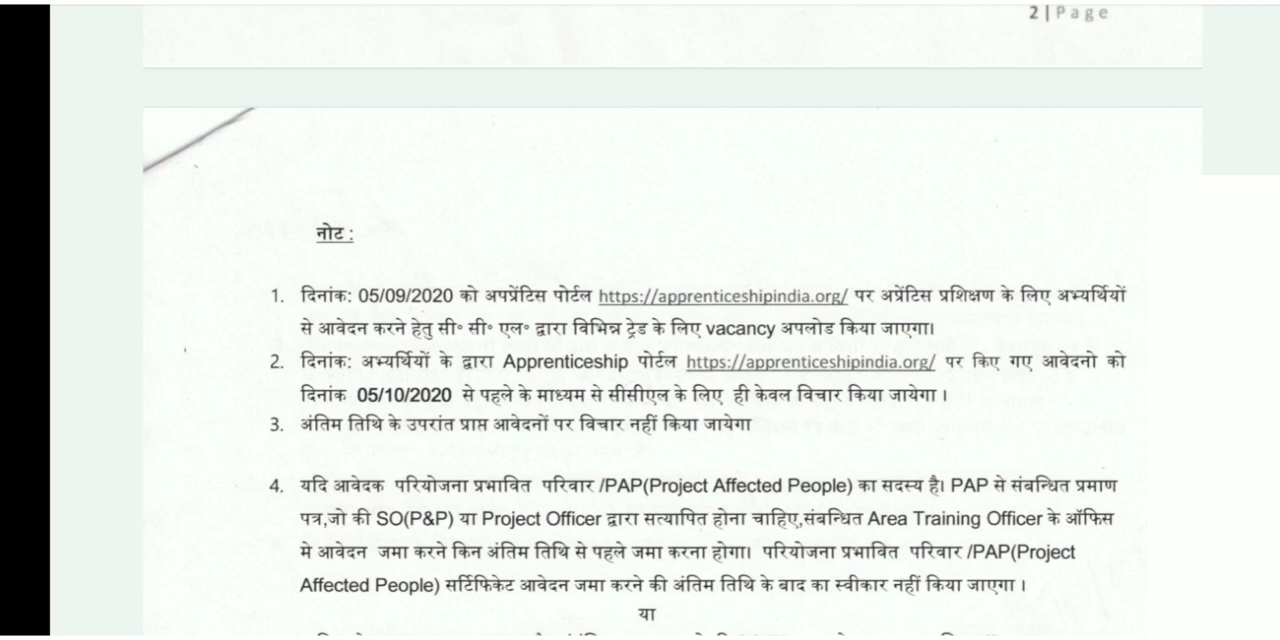 2 | Page
नोट :
1. दिनांक: 05/09/2020 को अपप्रेंटिस पोर्टल https://apprenticeshipindia.org/ पर अप्रेंटिस प्रशिक्षण के लिए अभ्यर्थियों
से आवेदन करने हेतु सी॰ सी॰ एल॰ द्वारा विभिन्न ट्रेड के लिए vacancy अपलोड किया जाएगा।
2. दिनांक: अभ्यर्थियों के द्वारा Apprenticeship पोर्टल https://apprenticeshipindia.org/ पर किए गए आवेदनो को
दिनांक 05/10/2020 से पहले के माध्यम से सीसीएल के लिए ही केवल विचार किया जायेगा ।
3. अंतिम तिथि के उपरांत प्राप्त आवेदनों पर विचार नहीं किया जायेगा
4. यदि आवेदक परियोजना प्रभावित परिवार /PAP(Project Affected People) का सदस्य है। PAP से संबन्धित प्रमाण
पत्र,जो की SO(P&P) या Project Officer द्वारा सत्यापित होना चाहिए,संबन्धित Area Training Officer के ऑफिस
मे आवेदन जमा करने किन अंतिम तिथि से पहले जमा करना होगा। परियोजना प्रभावित परिवार /PAP(Project
Affected People) सर्टिफिकेट आवेदन जमा करने की अंतिम तिथि के बाद का स्वीकार नहीं किया जाएगा ।
या